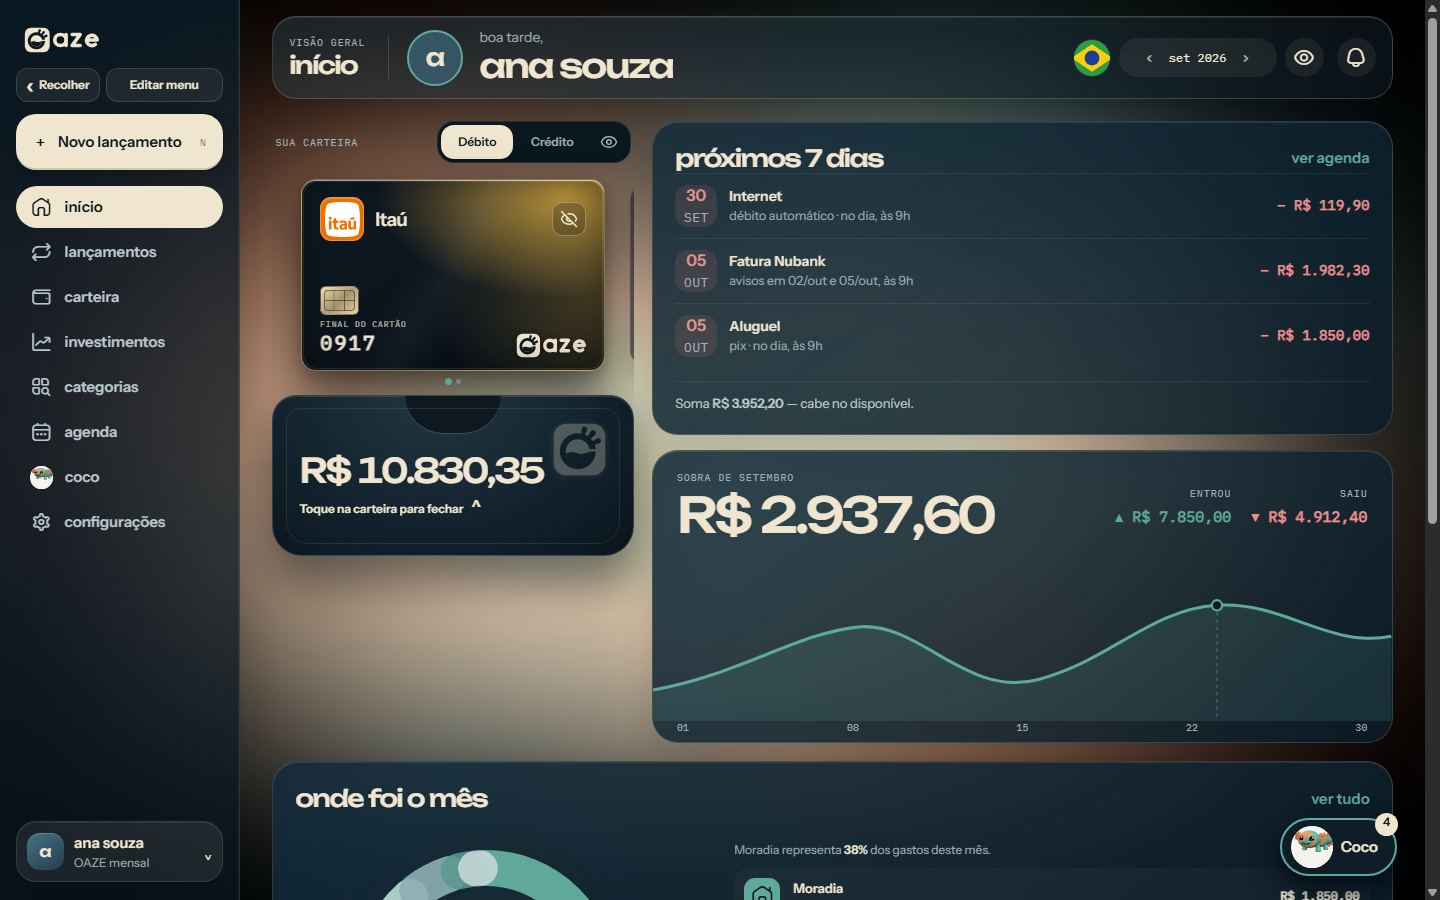 aze
‹ Recolher
Editar menu
+ Novo lançamento N
início
lançamentos
carteira
investimentos
categorias
agenda
coco
configurações
a
ana souza
OAZE mensal
VISÃO GERAL
início
a
boa tarde,
ana souza
‹ set 2026 ›
SUA CARTEIRA
Débito
Crédito
itaú
Itaú
FINAL DO CARTÃO
0917
aze
R$ 10.830,35
Toque na carteira para fechar ^
próximos 7 dias
ver agenda
30 SET
Internet
débito automático · no dia, às 9h
− R$ 119,90
05 OUT
Fatura Nubank
avisos em 02/out e 05/out, às 9h
− R$ 1.982,30
05 OUT
Aluguel
pix · no dia, às 9h
− R$ 1.850,00
Soma R$ 3.952,20 — cabe no disponível.
SOBRA DE SETEMBRO
R$ 2.937,60
ENTROU
▲ R$ 7.850,00
SAIU
▼ R$ 4.912,40
01 08 15 22 30
onde foi o mês
ver tudo
Moradia representa 38% dos gastos deste mês.
Moradia
R$ 1.850,00
Coco
4